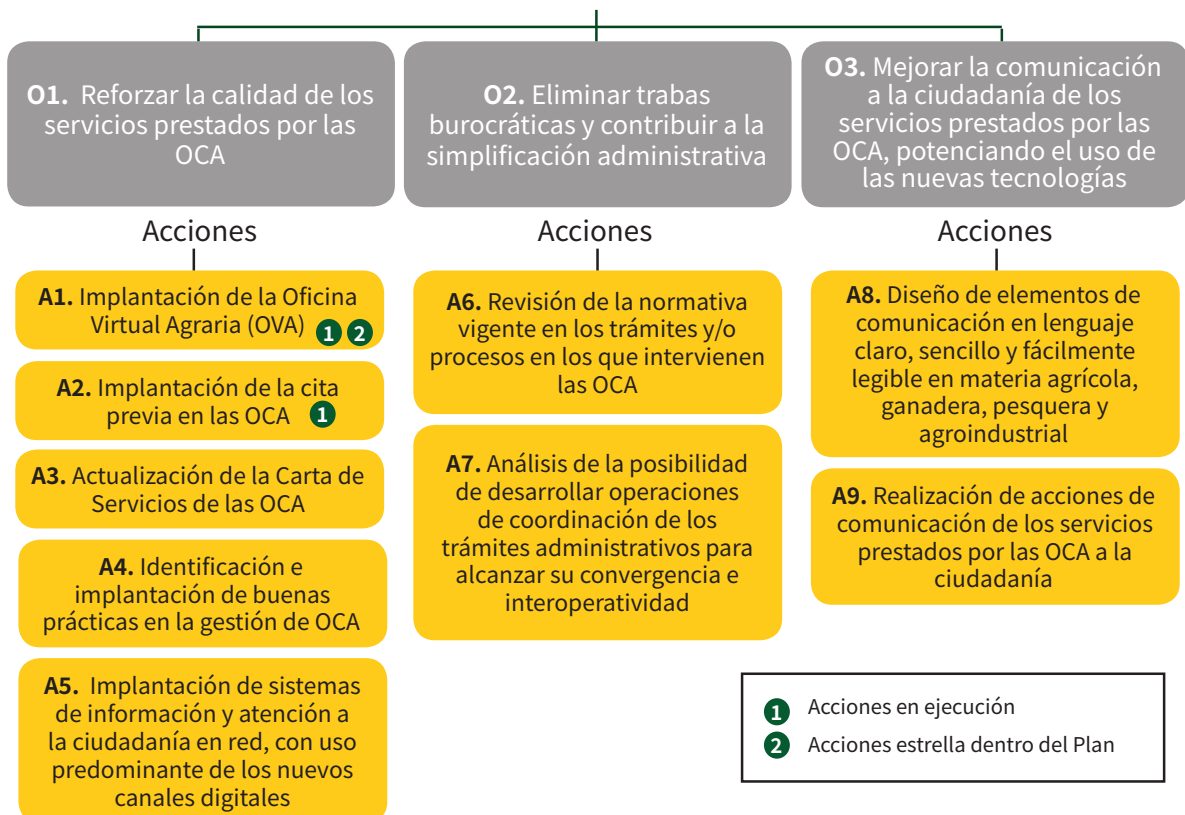 O1. Reforzar la calidad de los
servicios prestados por las
OCA
Acciones
A1. Implantación de la Oficina
Virtual Agraria (OVA) 1 2
A2. Implantación de la cita
previa en las OCA 1
A3. Actualización de la Carta de
Servicios de las OCA
A4. Identificación e
implantación de buenas
prácticas en la gestión de OCA
A5. Implantación de sistemas
de información y atención a
la ciudadanía en red, con uso
predominante de los nuevos
canales digitales
O2. Eliminar trabas
burocráticas y contribuir a la
simplificación administrativa
Acciones
A6. Revisión de la normativa
vigente en los trámites y/o
procesos en los que intervienen
las OCA
A7. Análisis de la posibilidad
de desarrollar operaciones
de coordinación de los
trámites administrativos para
alcanzar su convergencia e
interoperatividad
O3. Mejorar la comunicación
a la ciudadanía de los
servicios prestados por las
OCA, potenciando el uso de
las nuevas tecnologías
Acciones
A8. Diseño de elementos de
comunicación en lenguaje
claro, sencillo y fácilmente
legible en materia agrícola,
ganadera, pesquera y
agroindustrial
A9. Realización de acciones de
comunicación de los servicios
prestados por las OCA a la
ciudadanía
1 Acciones en ejecución
2 Acciones estrella dentro del Plan